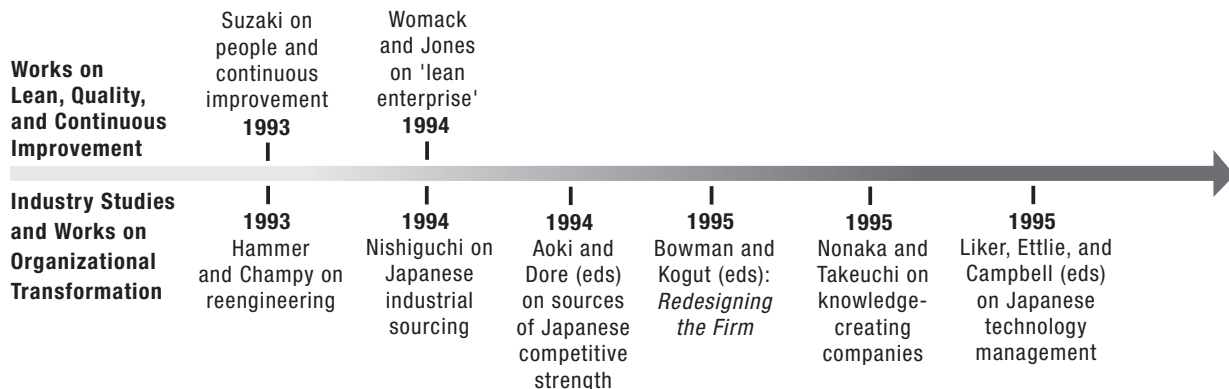 Works on
Lean, Quality,
and Continuous
Improvement
Suzaki on
people and
continuous
improvement
1993
Womack
and Jones
on 'lean
enterprise'
1994
Industry Studies
and Works on
Organizational
Transformation
1993
Hammer
and Champy on
reengineering
1994
Nishiguchi on
Japanese
industrial
sourcing
1994
Aoki and
Dore (eds)
on sources
of Japanese
competitive
strength
1995
Bowman and
Kogut (eds):
Redesigning
the Firm
1995
Nonaka and
Takeuchi on
knowledge-
creating
companies
1995
Liker, Ettlie, and
Campbell (eds)
on Japanese
technology
management